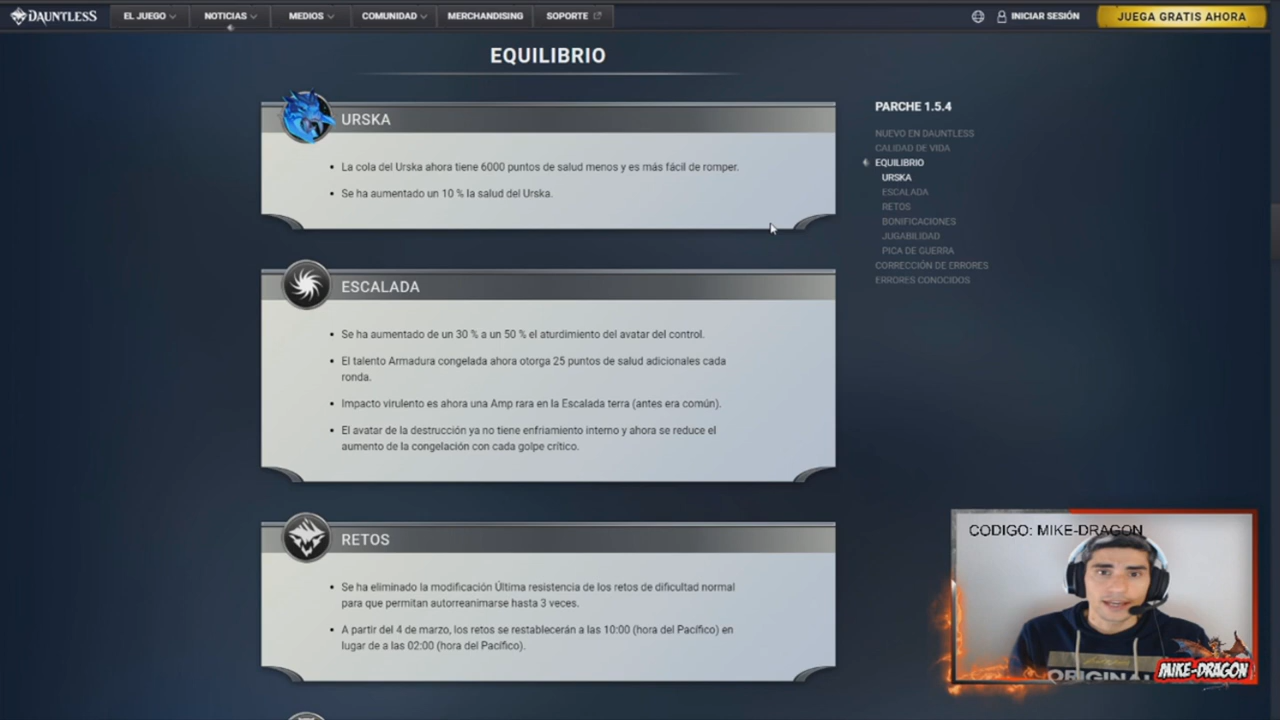 DAUNTLESS
EL JUEGO
NOTICIAS
MEDIOS
COMUNIDAD
MERCHANDISING
SOPORTE
INICIAR SESIÓN
JUEGA GRATIS AHORA
EQUILIBRIO
URSKA
La cola del Urska ahora tiene 6000 puntos de salud menos y es más fácil de romper.
Se ha aumentado un 10 % la salud del Urska.
ESCALADA
Se ha aumentado de un 30 % a un 50 % el aturdimiento del avatar del control.
El talento Armadura congelada ahora otorga 25 puntos de salud adicionales cada
ronda.
Impacto virulento es ahora una Amp rara en la Escalada terra (antes era común).
El avatar de la destrucción ya no tiene enfriamiento interno y ahora se reduce el
aumento de la congelación con cada golpe crítico.
RETOS
Se ha eliminado la modificación Última resistencia de los retos de dificultad normal
para que permitan autorreanimarse hasta 3 veces.
A partir del 4 de marzo, los retos se restablecerán a las 10:00 (hora del Pacífico) en
lugar de a las 02:00 (hora del Pacífico).
PARCHE 1.5.4
NUEVO EN DAUNTLESS
CALIDAD DE VIDA
EQUILIBRIO
URSKA
ESCALADA
RETOS
BONIFICACIONES
JUGABILIDAD
PICA DE GUERRA
CORRECCIÓN DE ERRORES
ERRORES CONOCIDOS
CODIGO: MIKE-DRAGON
ORIGINAL
MIKE-DRAGON